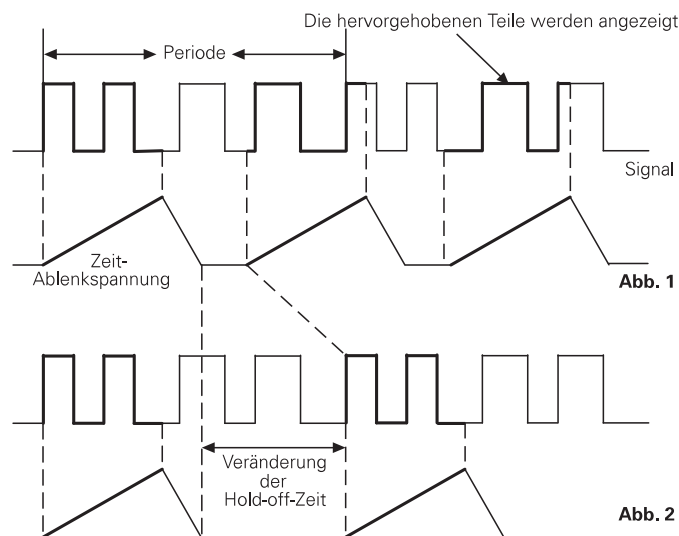 Die hervorgehobenen Teile werden angezeigt
Periode
Signal
Zeit-
Ablenkspannung
Abb. 1
Veränderung
der
Hold-off-Zeit
Abb. 2